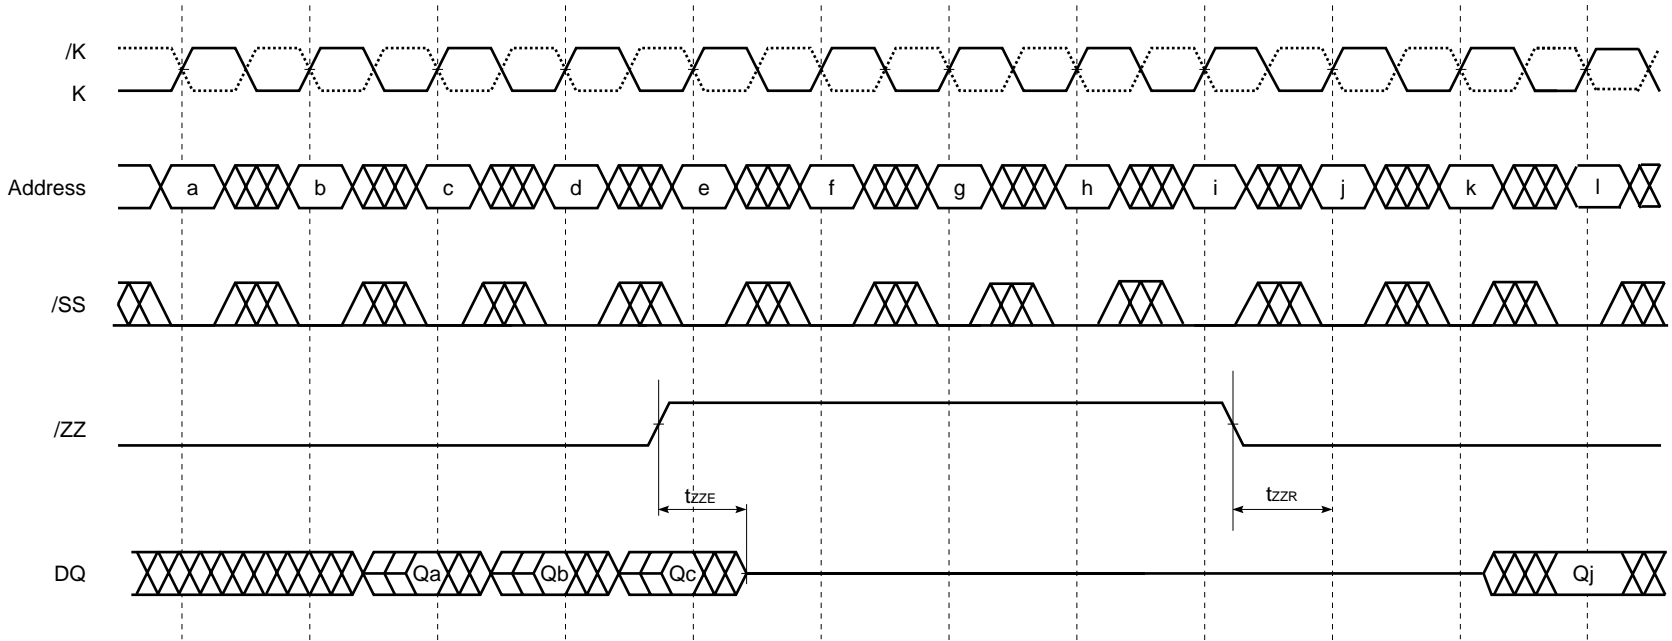 /K
K
Address a b c d e f g h i j k l
/SS
/ZZ
tZZE tZZR
DQ Qa Qb Qc Qj